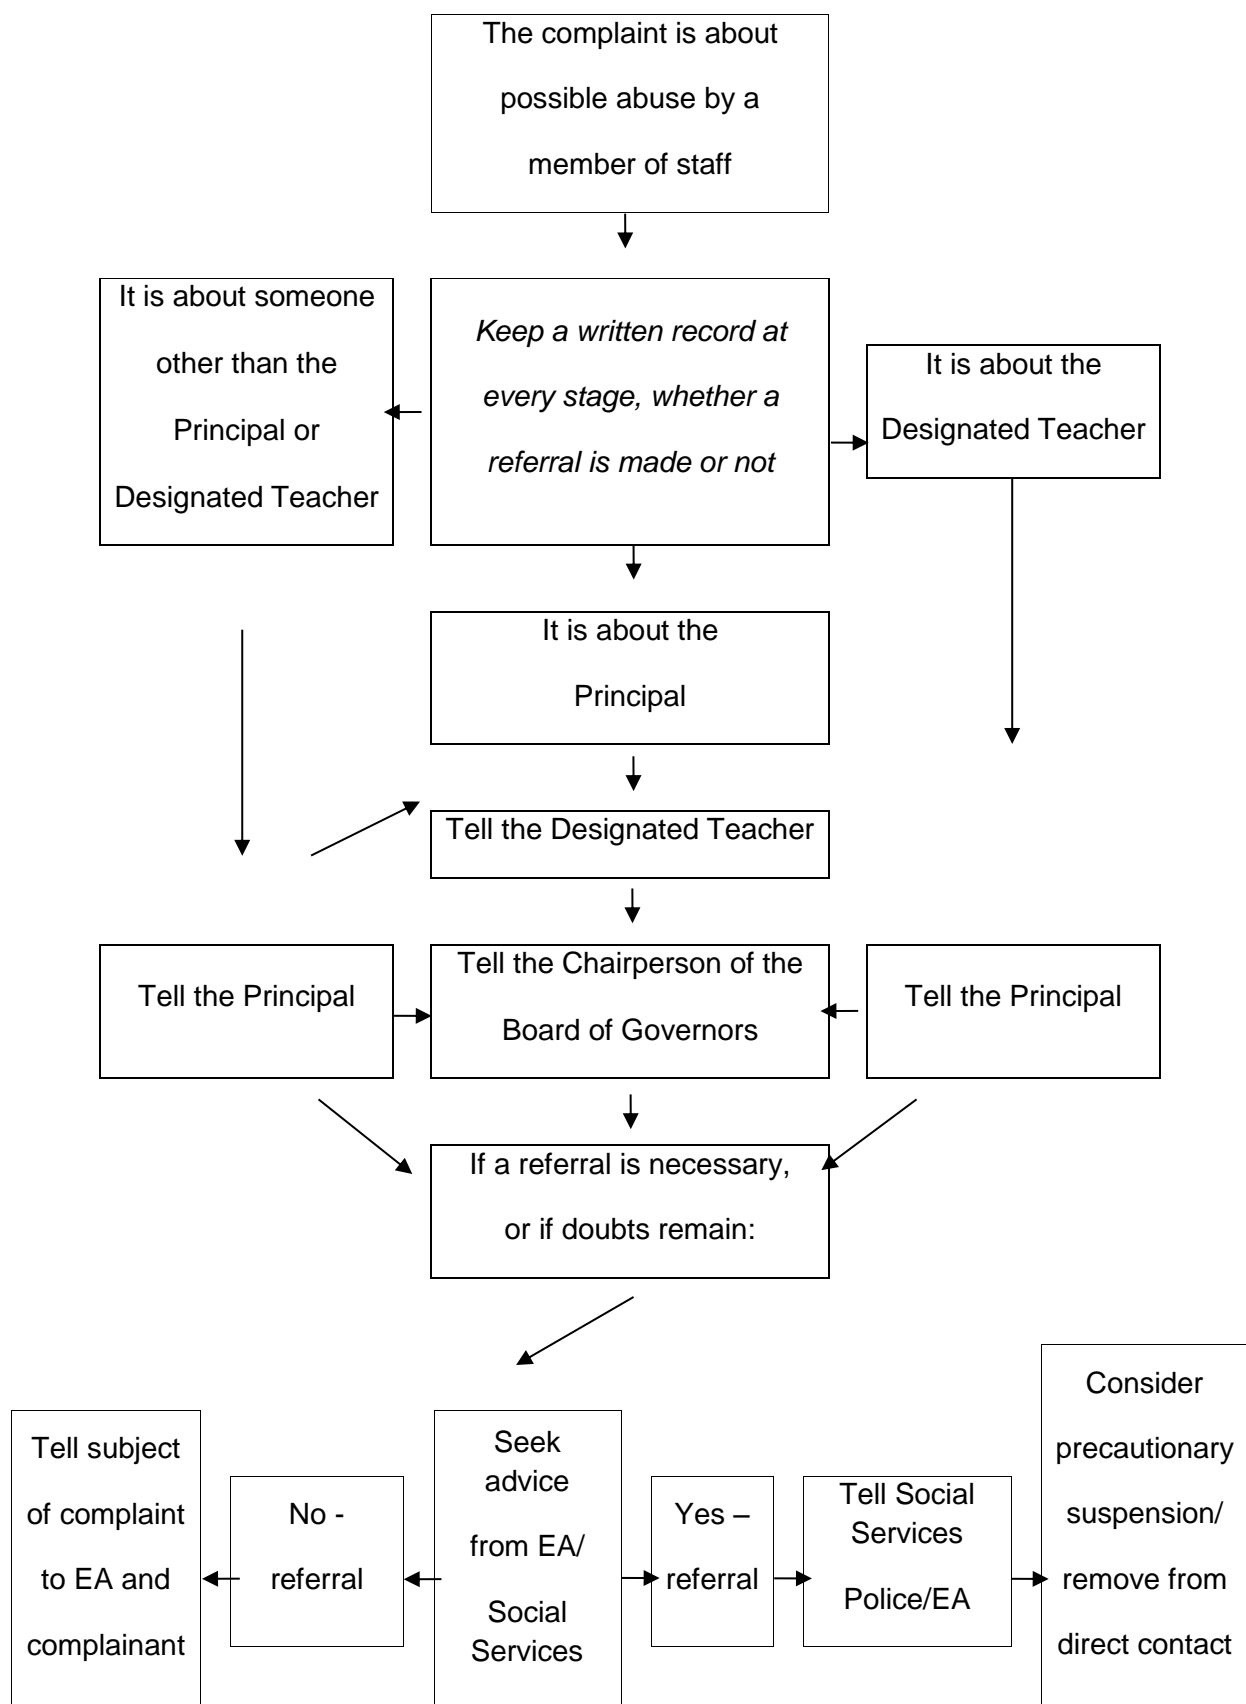 The complaint is about
possible abuse by a
member of staff
It is about someone
other than the
Principal or
Designated Teacher
Keep a written record at
every stage, whether a
referral is made or not
It is about the
Designated Teacher
It is about the
Principal
Tell the Designated Teacher
Tell the Principal
Tell the Chairperson of the
Board of Governors
Tell the Principal
If a referral is necessary,
or if doubts remain:
Tell subject
of complaint
to EA and
complainant
No -
referral
Seek
advice
from EA/
Social
Services
Yes –
referral
Tell Social
Services
Police/EA
Consider
precautionary
suspension/
remove from
direct contact